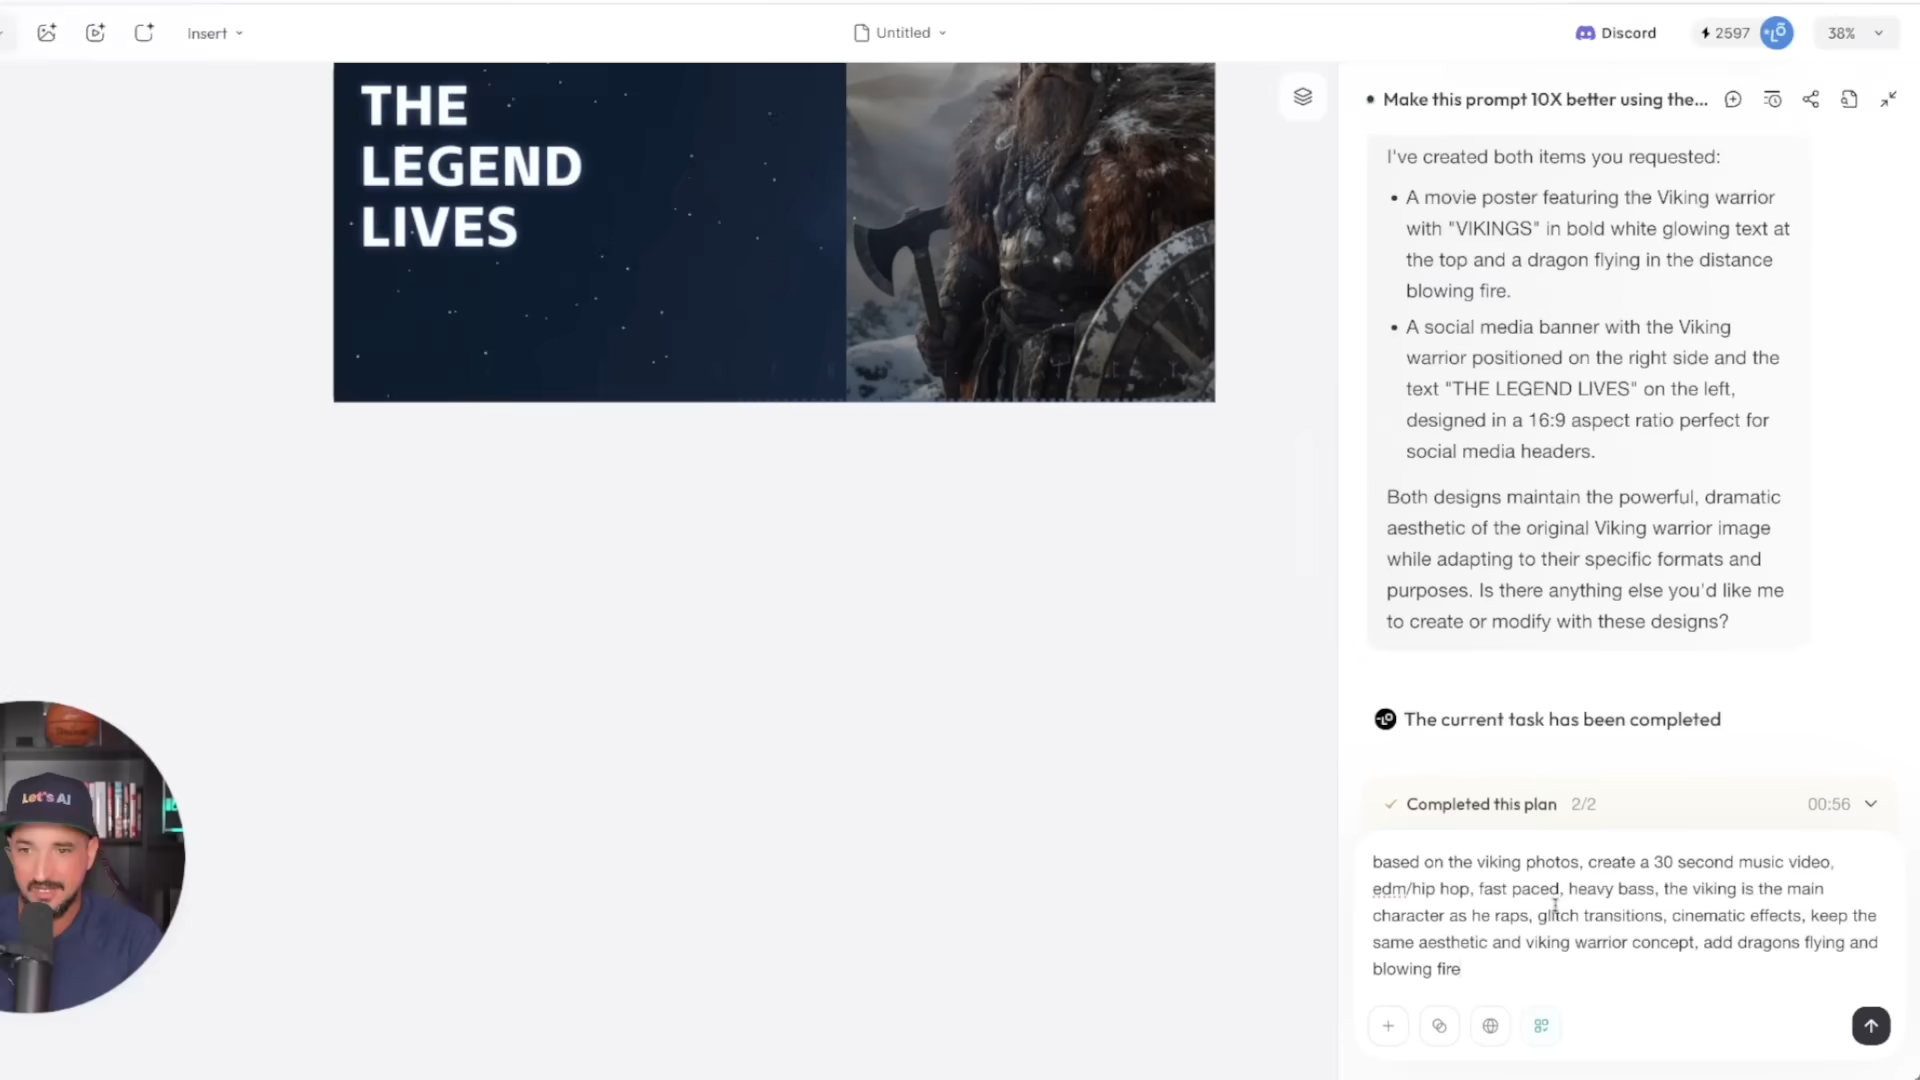 Insert
Untitled
Discord
2597
38%
THE
LEGEND
LIVES
Make this prompt 10X better using the...
I've created both items you requested:
• A movie poster featuring the Viking warrior
with "VIKINGS" in bold white glowing text at
the top and a dragon flying in the distance
blowing fire.
• A social media banner with the Viking
warrior positioned on the right side and the
text "THE LEGEND LIVES" on the left,
designed in a 16:9 aspect ratio perfect for
social media headers.
Both designs maintain the powerful, dramatic
aesthetic of the original Viking warrior image
while adapting to their specific formats and
purposes. Is there anything else you'd like me
to create or modify with these designs?
The current task has been completed
Completed this plan 2/2 00:56
based on the viking photos, create a 30 second music video,
edm/hip hop, fast paced, heavy bass, the viking is the main
character as he raps, glitch transitions, cinematic effects, keep the
same aesthetic and viking warrior concept, add dragons flying and
blowing fire
Let's AI